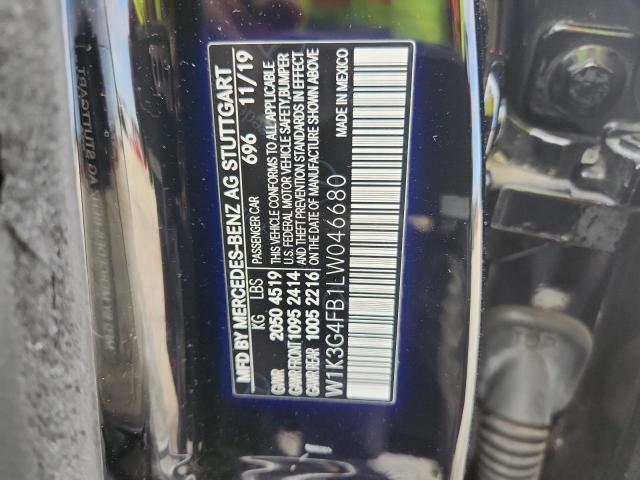 MFD BY MERCEDES-BENZ AG STUTTGART
696 11/19
KG LBS PASSENGER CAR
GVWR 2050 4519 THIS VEHICLE CONFORMS TO ALL APPLICABLE
U.S. FEDERAL MOTOR VEHICLE SAFETY,BUMPER
GAWR FRONT 1095 2414 AND THEFT PREVENTION STANDARDS IN EFFECT
GAWR REAR 1005 2216 ON THE DATE OF MANUFACTURE SHOWN ABOVE
W1K3G4FB1LW046680 MADE IN MEXICO